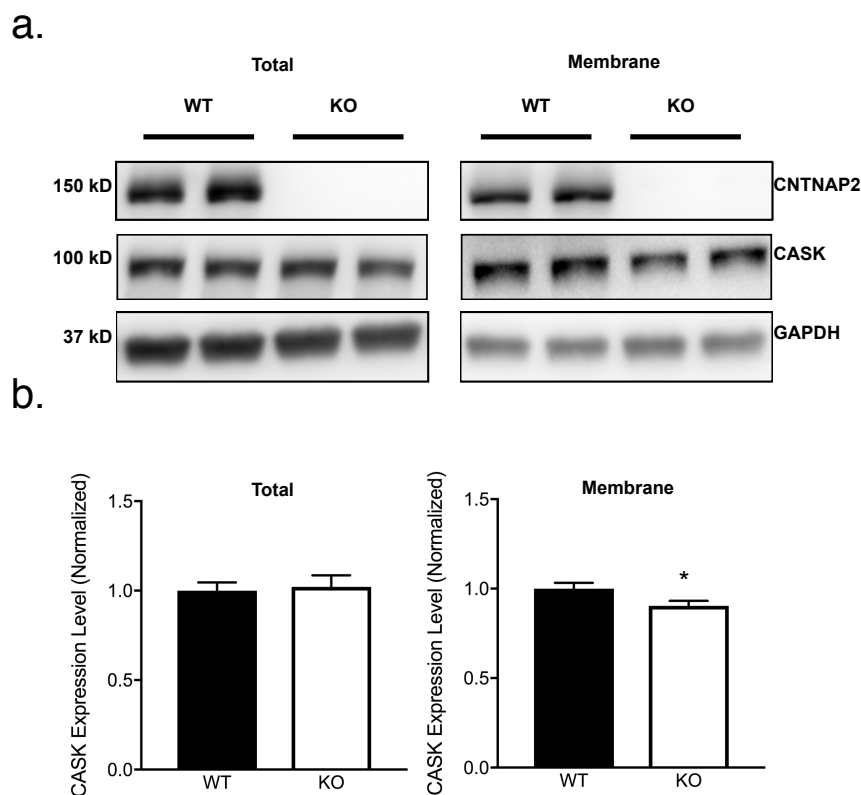 a.
Total Membrane
WT KO WT KO
150 kD CNTNAP2
100 kD CASK
37 kD GAPDH
b.
Total
CASK Expression Level (Normalized)
1.5
1.0
0.5
0.0
WT KO
Membrane
CASK Expression Level (Normalized)
1.5
1.0
0.5
0.0
*
WT KO